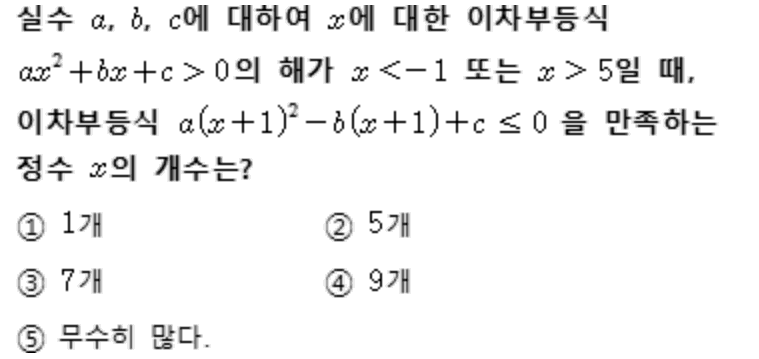 실수 a, b, c에 대하여 x에 대한 이차부등식
ax²+bx+c > 0의 해가 x <-1 또는 x > 5일 때,
이차부등식 a(x+1)²-b(x+1)+c ≤ 0 을 만족하는
정수 x의 개수는?
① 1개 ② 5개
③ 7개 ④ 9개
⑤ 무수히 많다.